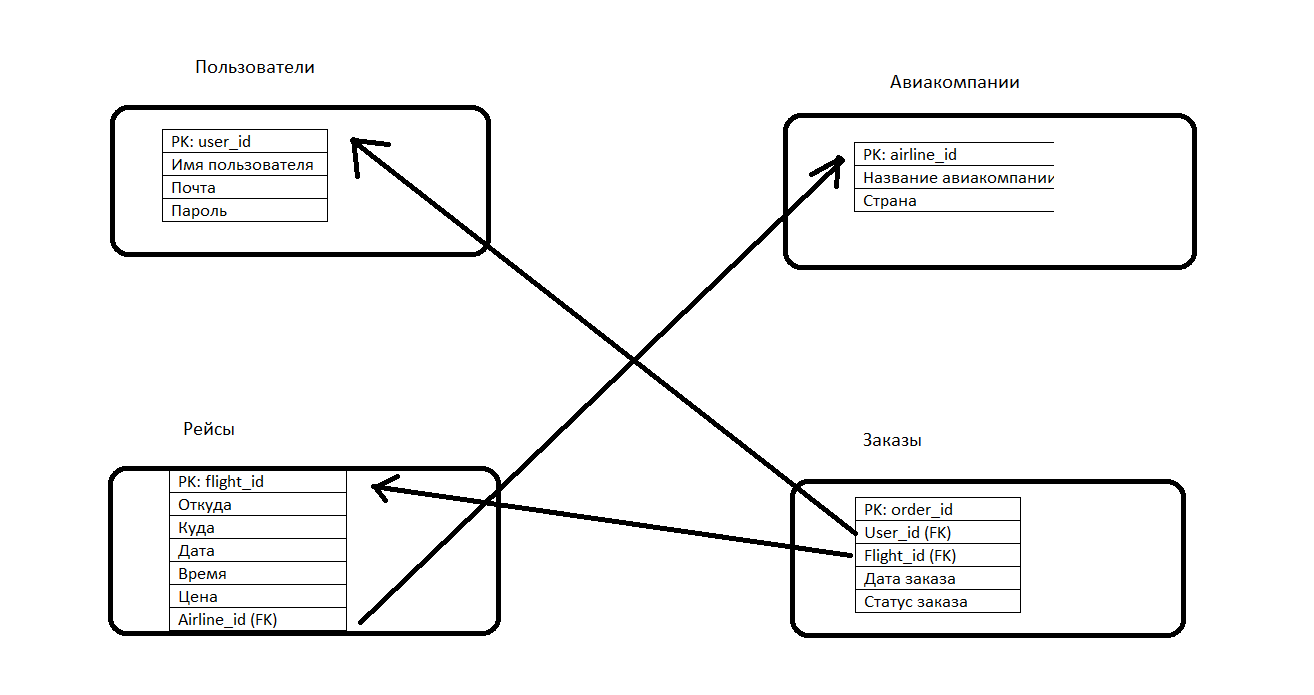 Пользователи
PK: user_id
Имя пользователя
Почта
Пароль
Авиакомпании
PK: airline_id
Название авиакомпании
Страна
Рейсы
PK: flight_id
Откуда
Куда
Дата
Время
Цена
Airline_id (FK)
Заказы
PK: order_id
User_id (FK)
Flight_id (FK)
Дата заказа
Статус заказа